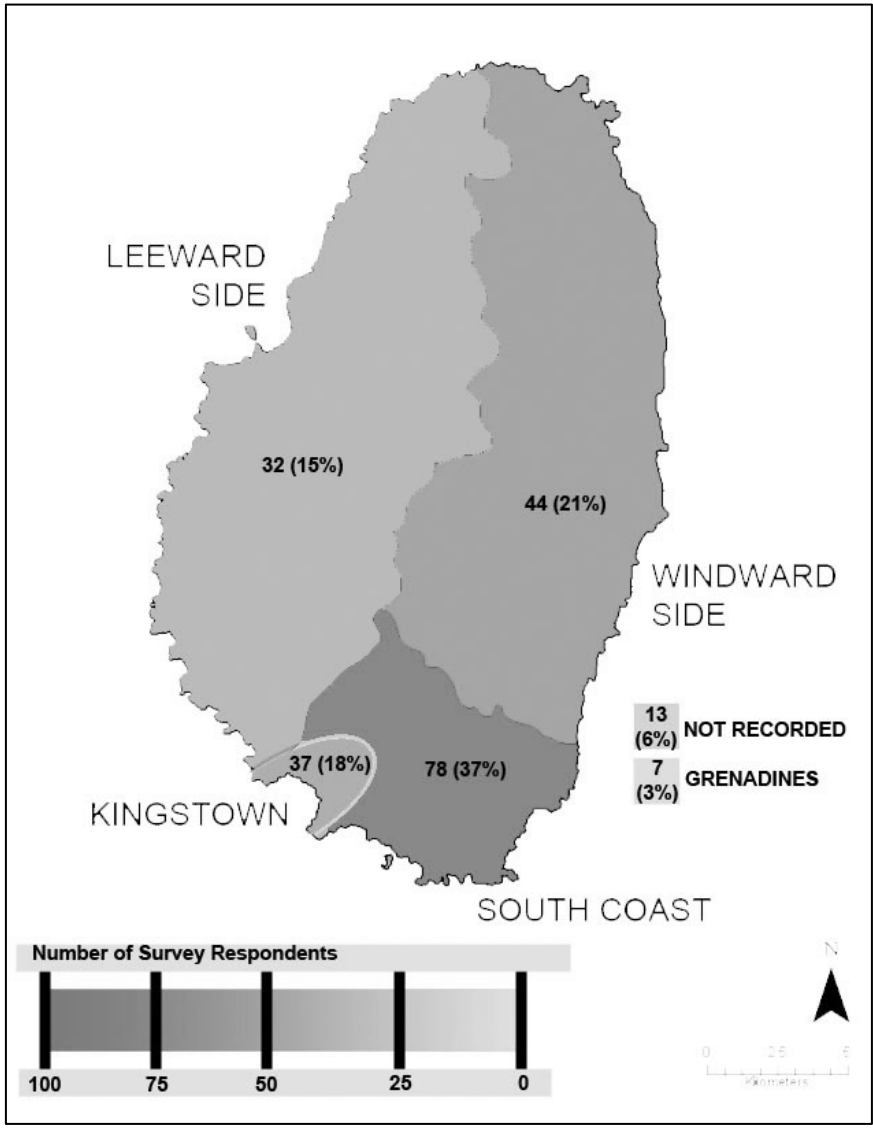 LEEWARD
SIDE
32 (15%)
44 (21%)
WINDWARD
SIDE
13
(6%)
NOT RECORDED
7
(3%)
GRENADINES
37 (18%)
78 (37%)
KINGSTOWN
SOUTH COAST
Number of Survey Respondents
100 75 50 25 0
N
0 2.5 5
Kilometers